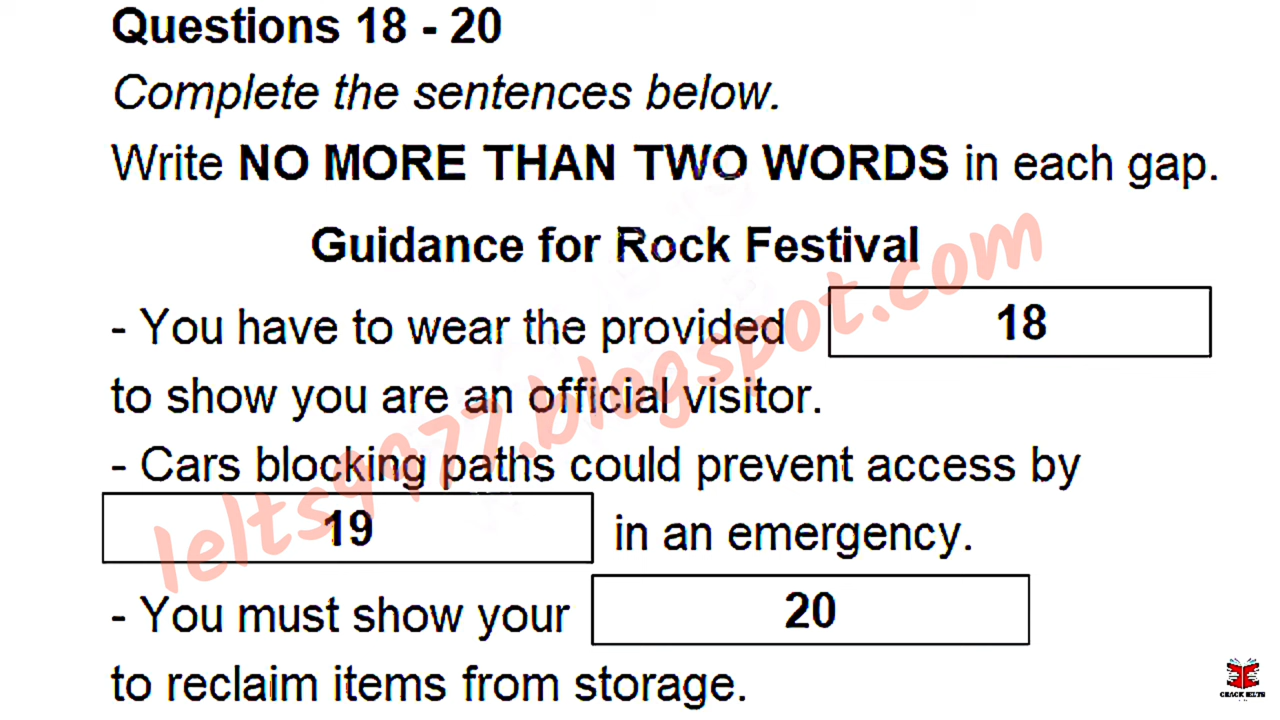 Questions 18 - 20
Complete the sentences below.
Write NO MORE THAN TWO WORDS in each gap.
Guidance for Rock Festival
- You have to wear the provided 18
to show you are an official visitor.
- Cars blocking paths could prevent access by
19 in an emergency.
- You must show your 20
to reclaim items from storage.
Ielts9977.blogspot.com
CRACK IELTS